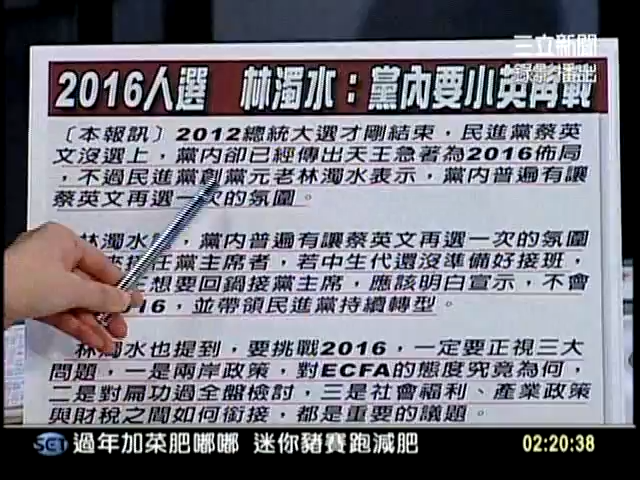 三立新聞
錄影播出
2016人選 林濁水：黨內要小英再戰
〔本報訊〕2012總統大選才剛結束，民進黨蔡英
文沒選上，黨內卻已經傳出天王急著為2016佈局
，不過民進黨創黨元老林濁水表示，黨內普遍有讓
蔡英文再選一次的氛圍。
林濁水說，黨內普遍有讓蔡英文再選一次的氛圍
任黨主席者，若中生代還沒準備好接班，
想要回鍋接黨主席，應該明白宣示，不會
16，並帶領民進黨持續轉型。
林濁水也提到，要挑戰2016，一定要正視三大
問題，一是兩岸政策，對ECFA的態度究竟為何，
二是對扁功過全盤檢討，三是社會福利、產業政策
與財稅之間如何銜接，都是重要的議題。
SET 過年加菜肥嘟嘟 迷你豬賽跑減肥 02:20:38